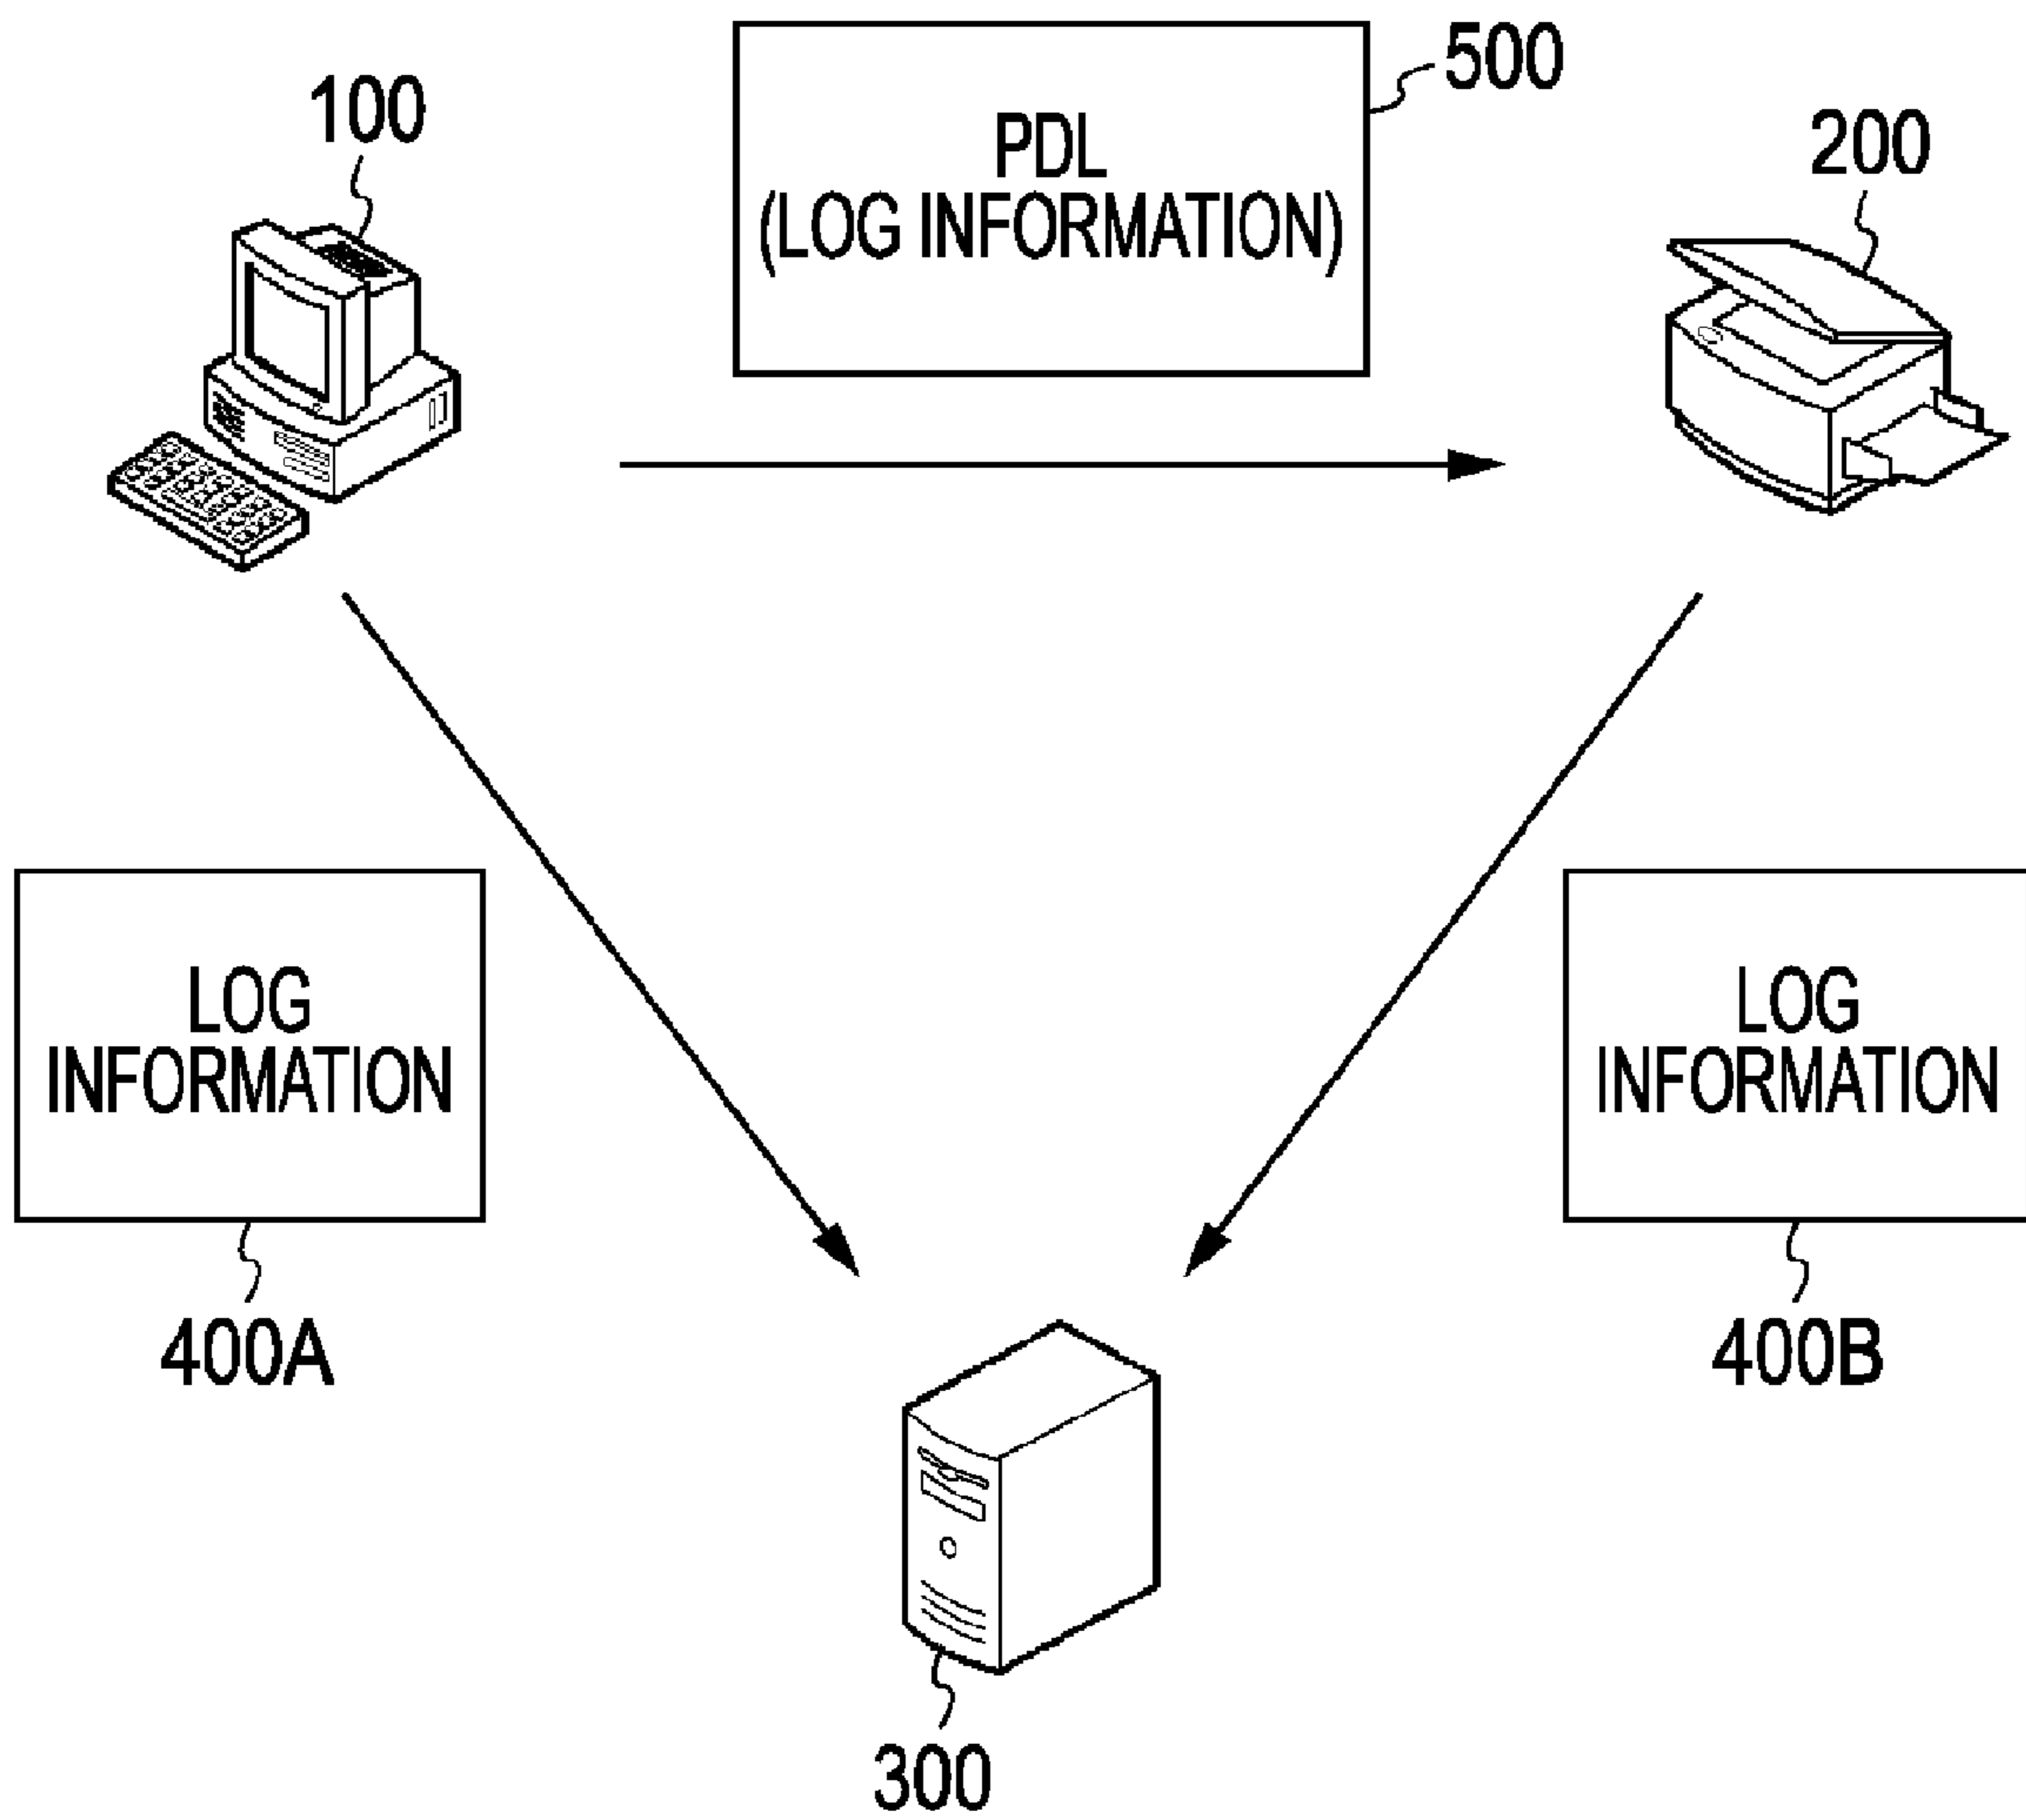 500
100
PDL
200
(LOG INFORMATION)
LOG
INFORMATION
LOG
INFORMATION
400A
400B
300